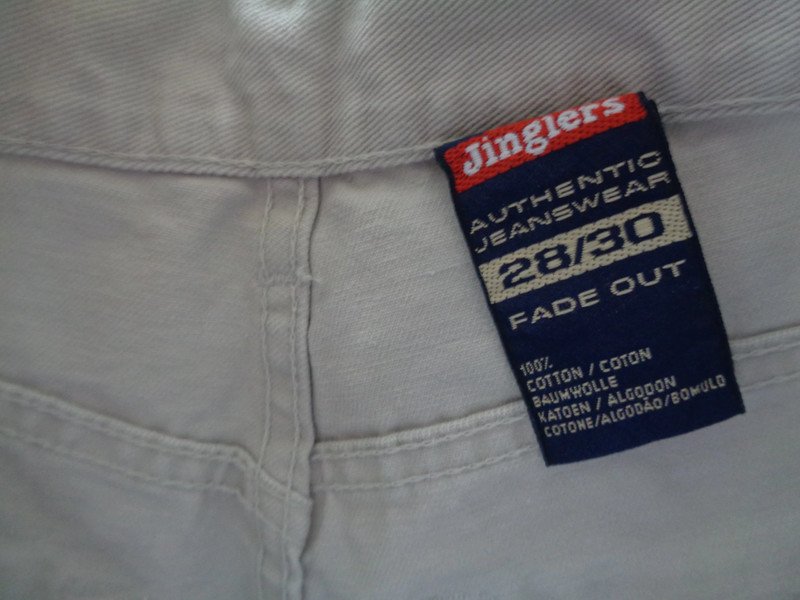 Jinglers
AUTHENTIC
JEANSWEAR
28/30
FADE OUT
100%
COTTON / COTON
BAUMWOLLE
KATOEN / ALGODON
COTONE/ALGODÃO/BOMULD